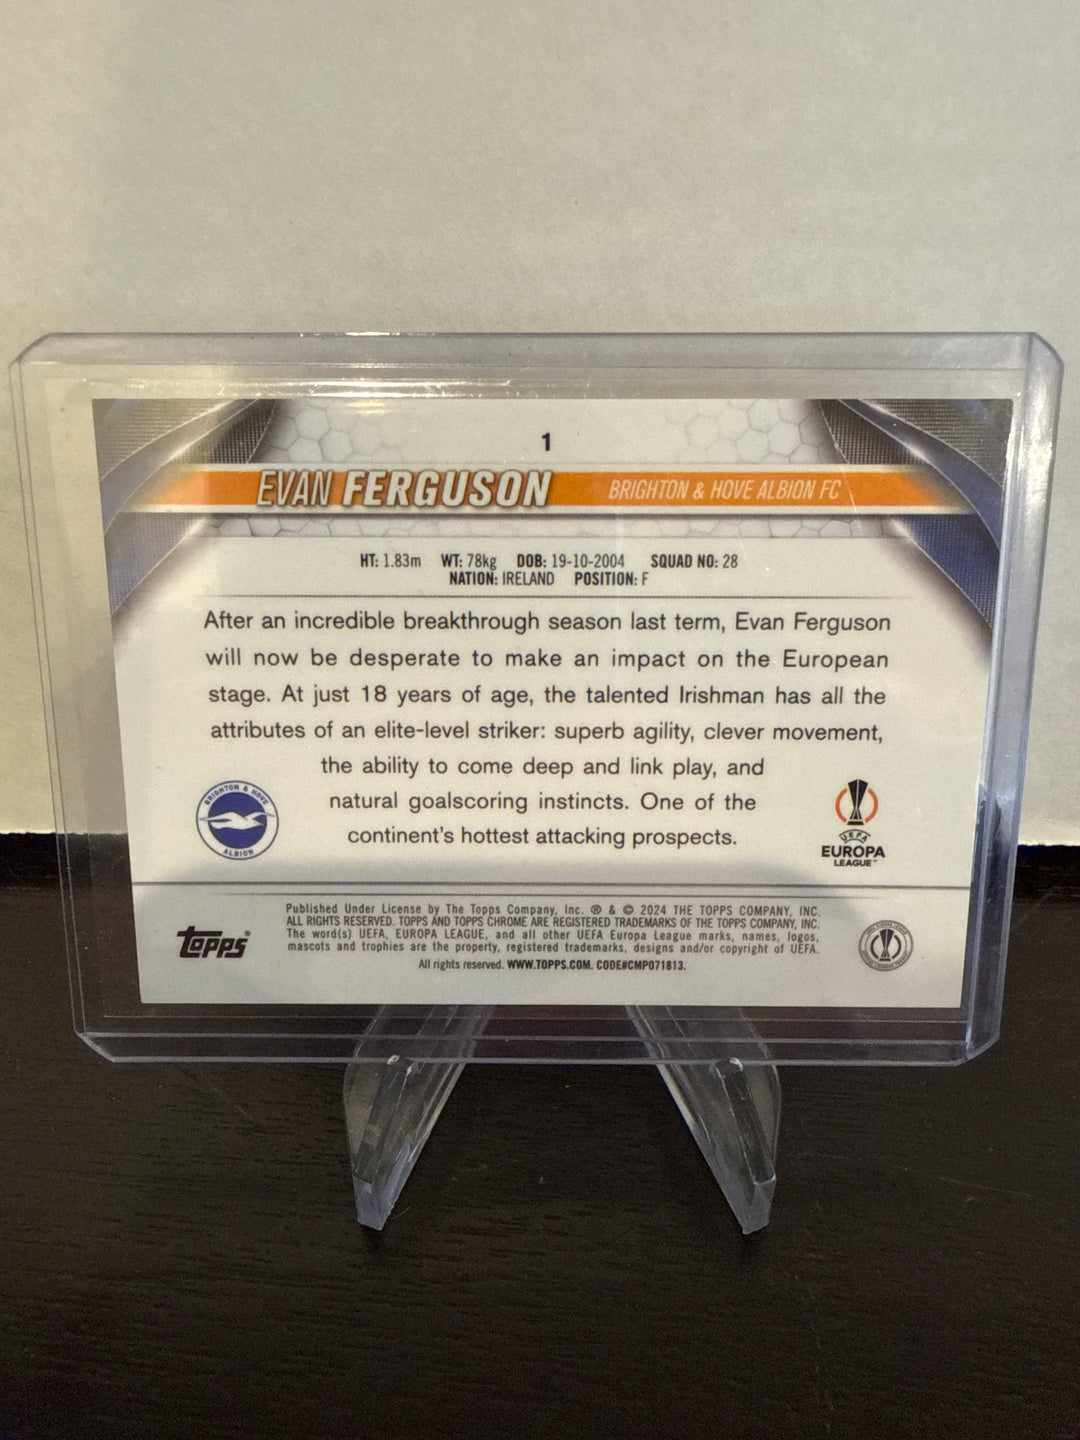 1
EVAN FERGUSON BRIGHTON & HOVE ALBION FC
HT: 1.83m WT: 78kg DOB: 19-10-2004 SQUAD NO: 28
NATION: IRELAND POSITION: F
After an incredible breakthrough season last term, Evan Ferguson
will now be desperate to make an impact on the European
stage. At just 18 years of age, the talented Irishman has all the
attributes of an elite-level striker: superb agility, clever movement,
the ability to come deep and link play, and
natural goalscoring instincts. One of the
continent's hottest attacking prospects.
BRIGHTON & HOVE
ALBION
UEFA
EUROPA
LEAGUE™
Topps®
Published Under License by The Topps Company, Inc. ® & © 2024 THE TOPPS COMPANY, INC.
ALL RIGHTS RESERVED. TOPPS AND TOPPS CHROME ARE REGISTERED TRADEMARKS OF THE TOPPS COMPANY, INC.
The word(s) UEFA, EUROPA LEAGUE, and all other UEFA Europa League marks, names, logos,
mascots and trophies are the property, registered trademarks, designs and/or copyright of UEFA.
All rights reserved. WWW.TOPPS.COM. CODE#CMP071813.